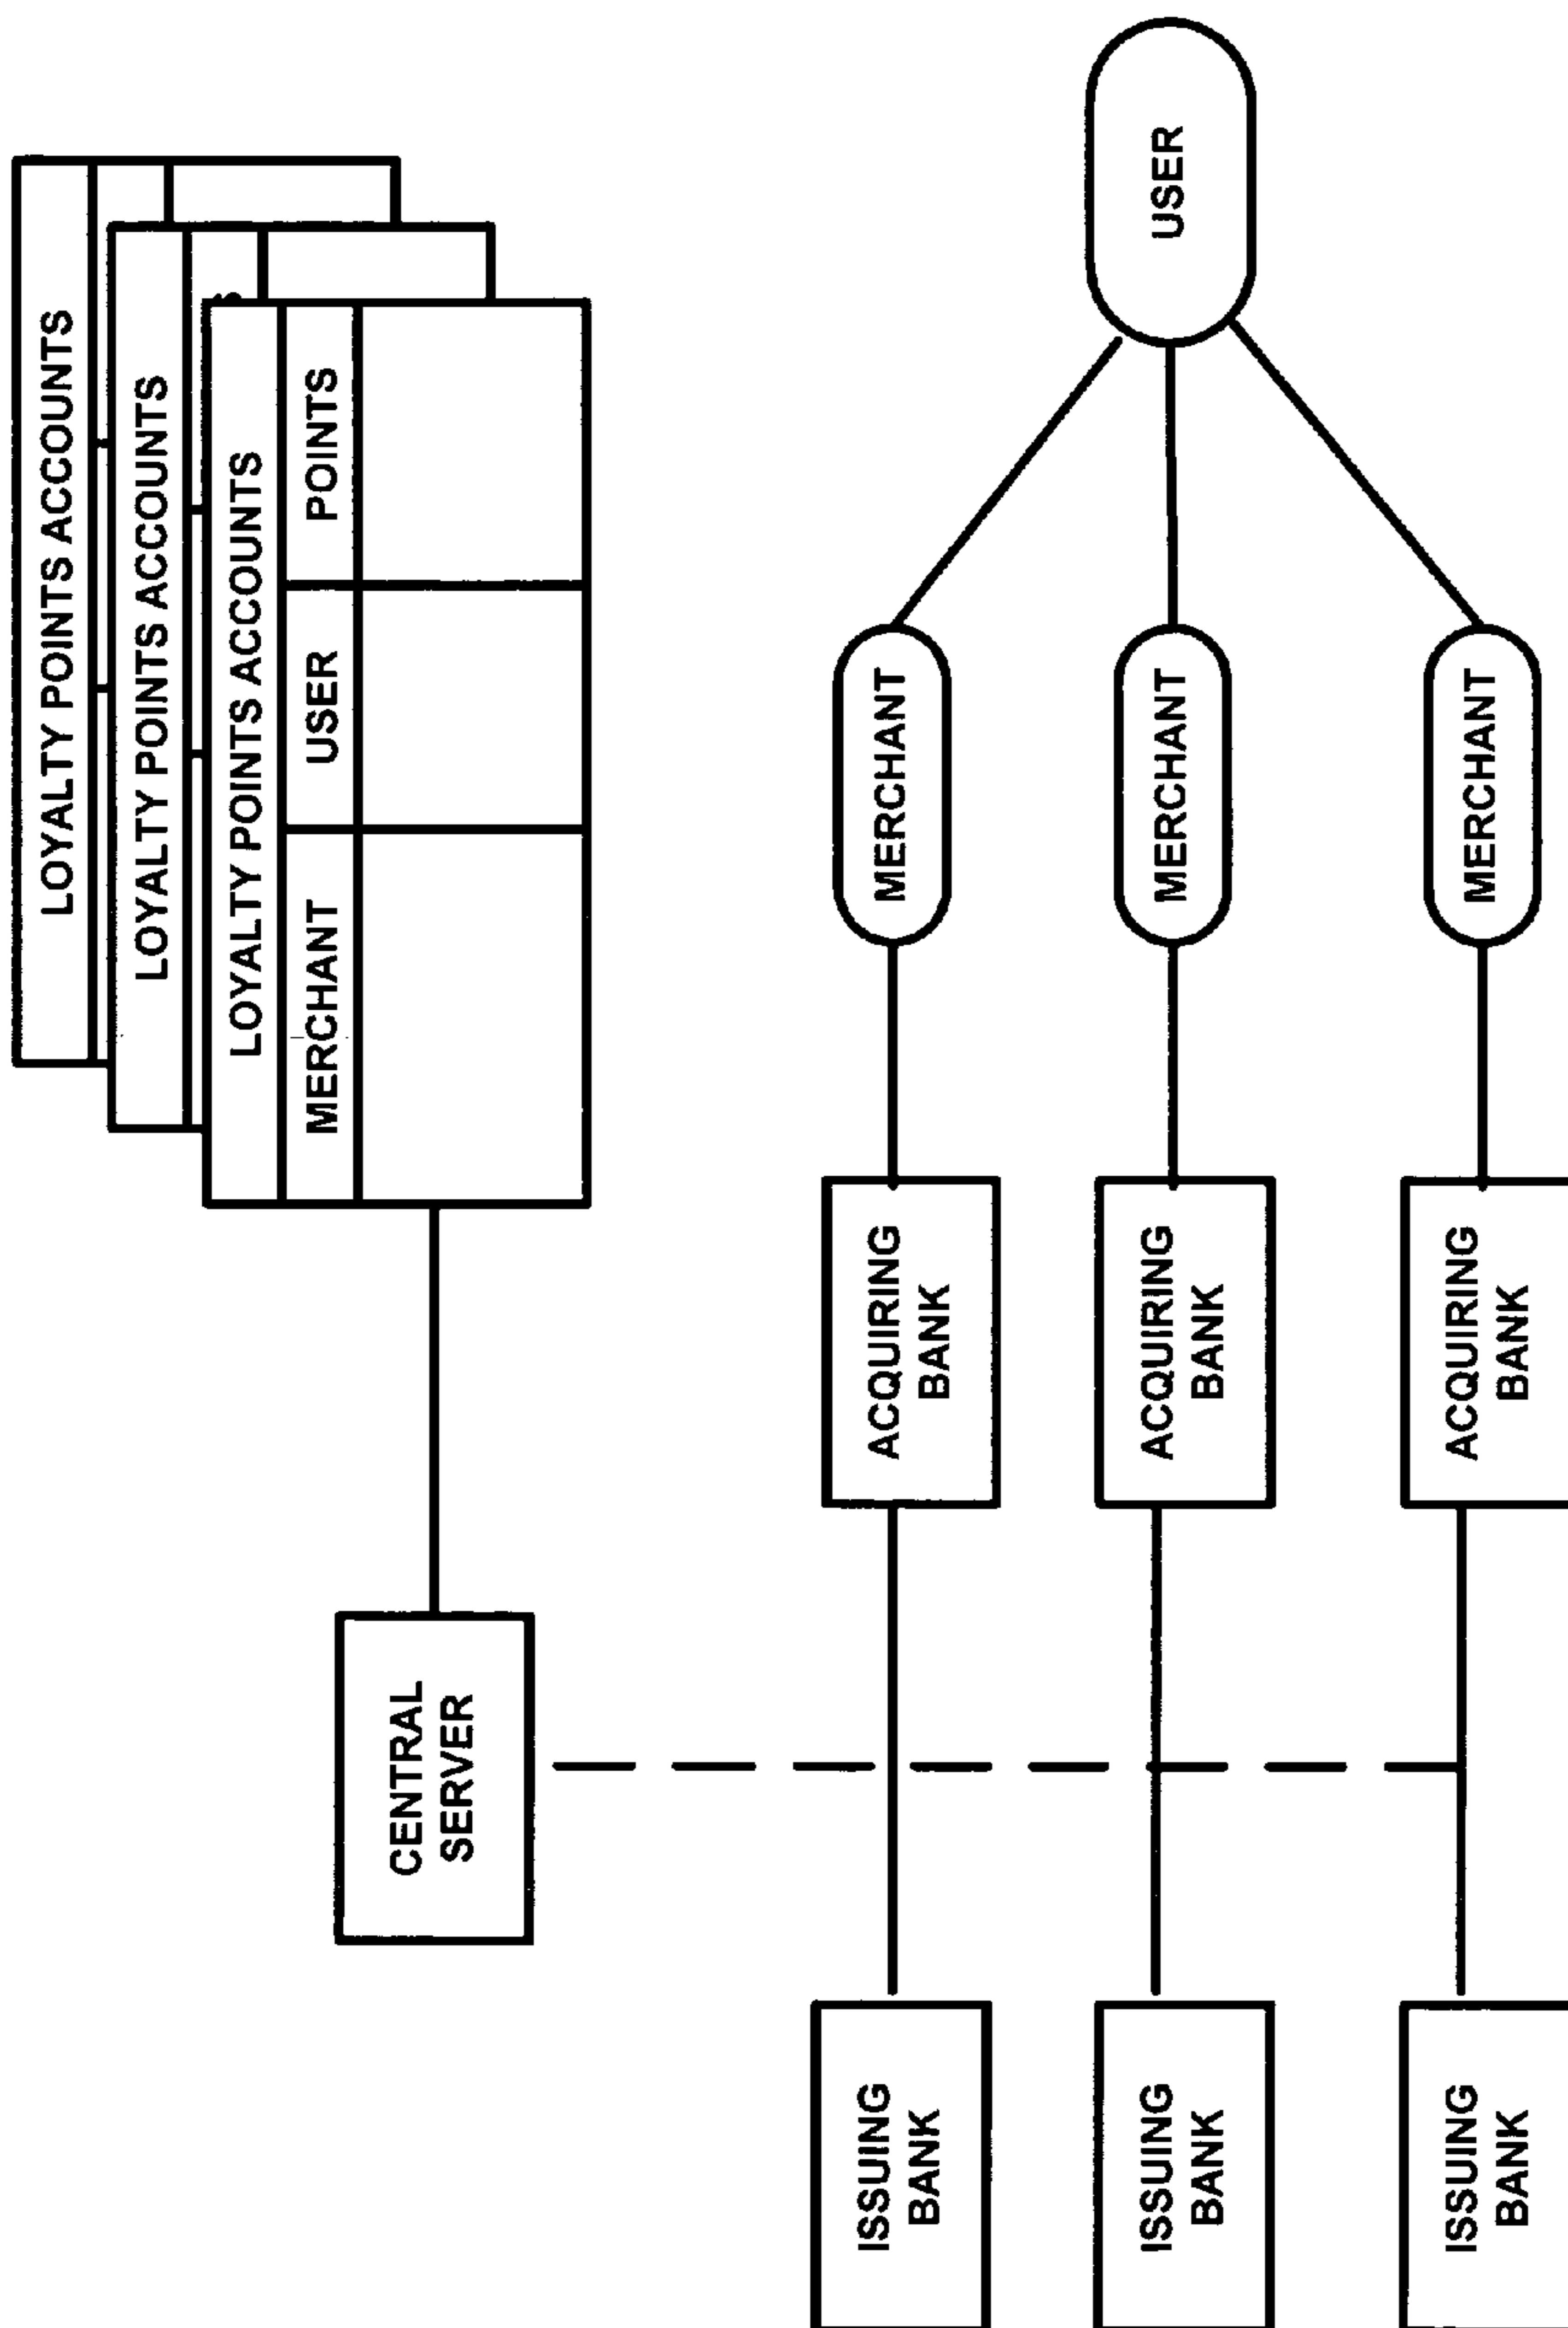 LOYALTY POINTS ACCOUNTS
LOYALTY POINTS ACCOUNTS
LOYALTY POINTS ACCOUNTS
MERCHANT USER POINTS
CENTRAL
SERVER
ISSUING
BANK
ACQUIRING
BANK
MERCHANT
ISSUING
BANK
ACQUIRING
BANK
MERCHANT
USER
ISSUING
BANK
ACQUIRING
BANK
MERCHANT